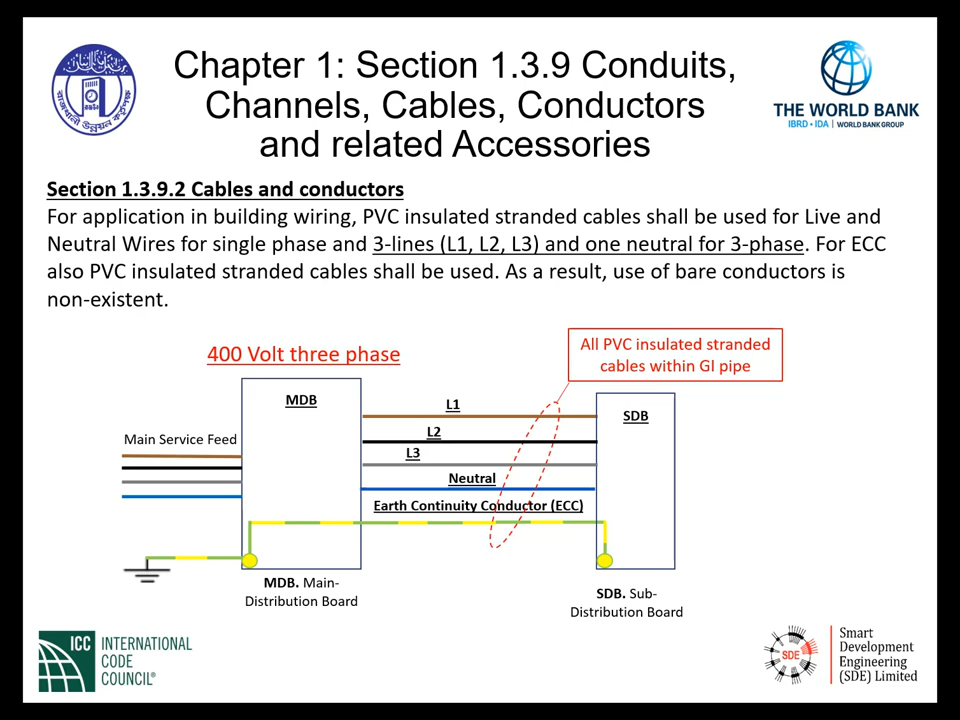 Chapter 1: Section 1.3.9 Conduits,
Channels, Cables, Conductors
and related Accessories
THE WORLD BANK
IBRD • IDA | WORLD BANK GROUP
Section 1.3.9.2 Cables and conductors
For application in building wiring, PVC insulated stranded cables shall be used for Live and
Neutral Wires for single phase and 3-lines (L1, L2, L3) and one neutral for 3-phase. For ECC
also PVC insulated stranded cables shall be used. As a result, use of bare conductors is
non-existent.
400 Volt three phase
All PVC insulated stranded
cables within GI pipe
MDB
L1
SDB
L2
Main Service Feed
L3
Neutral
Earth Continuity Conductor (ECC)
MDB. Main-
Distribution Board
SDB. Sub-
Distribution Board
ICC INTERNATIONAL
CODE
COUNCIL®
SDE
Smart
Development
Engineering
(SDE) Limited